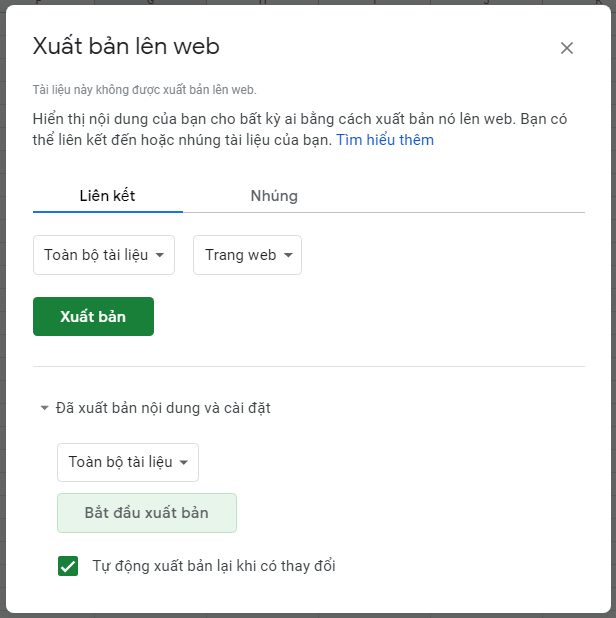 Xuất bản lên web
Tài liệu này không được xuất bản lên web.
Hiển thị nội dung của bạn cho bất kỳ ai bằng cách xuất bản nó lên web. Bạn có
thể liên kết đến hoặc nhúng tài liệu của bạn. Tìm hiểu thêm
Liên kết Nhúng
Toàn bộ tài liệu Trang web
Xuất bản
Đã xuất bản nội dung và cài đặt
Toàn bộ tài liệu
Bắt đầu xuất bản
Tự động xuất bản lại khi có thay đổi